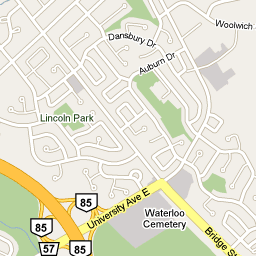 Woolwich
Dansbury Dr
Auburn Dr
Lincoln Park
85
University Ave E
85
85
57
Waterloo
Cemetery
Bridge St